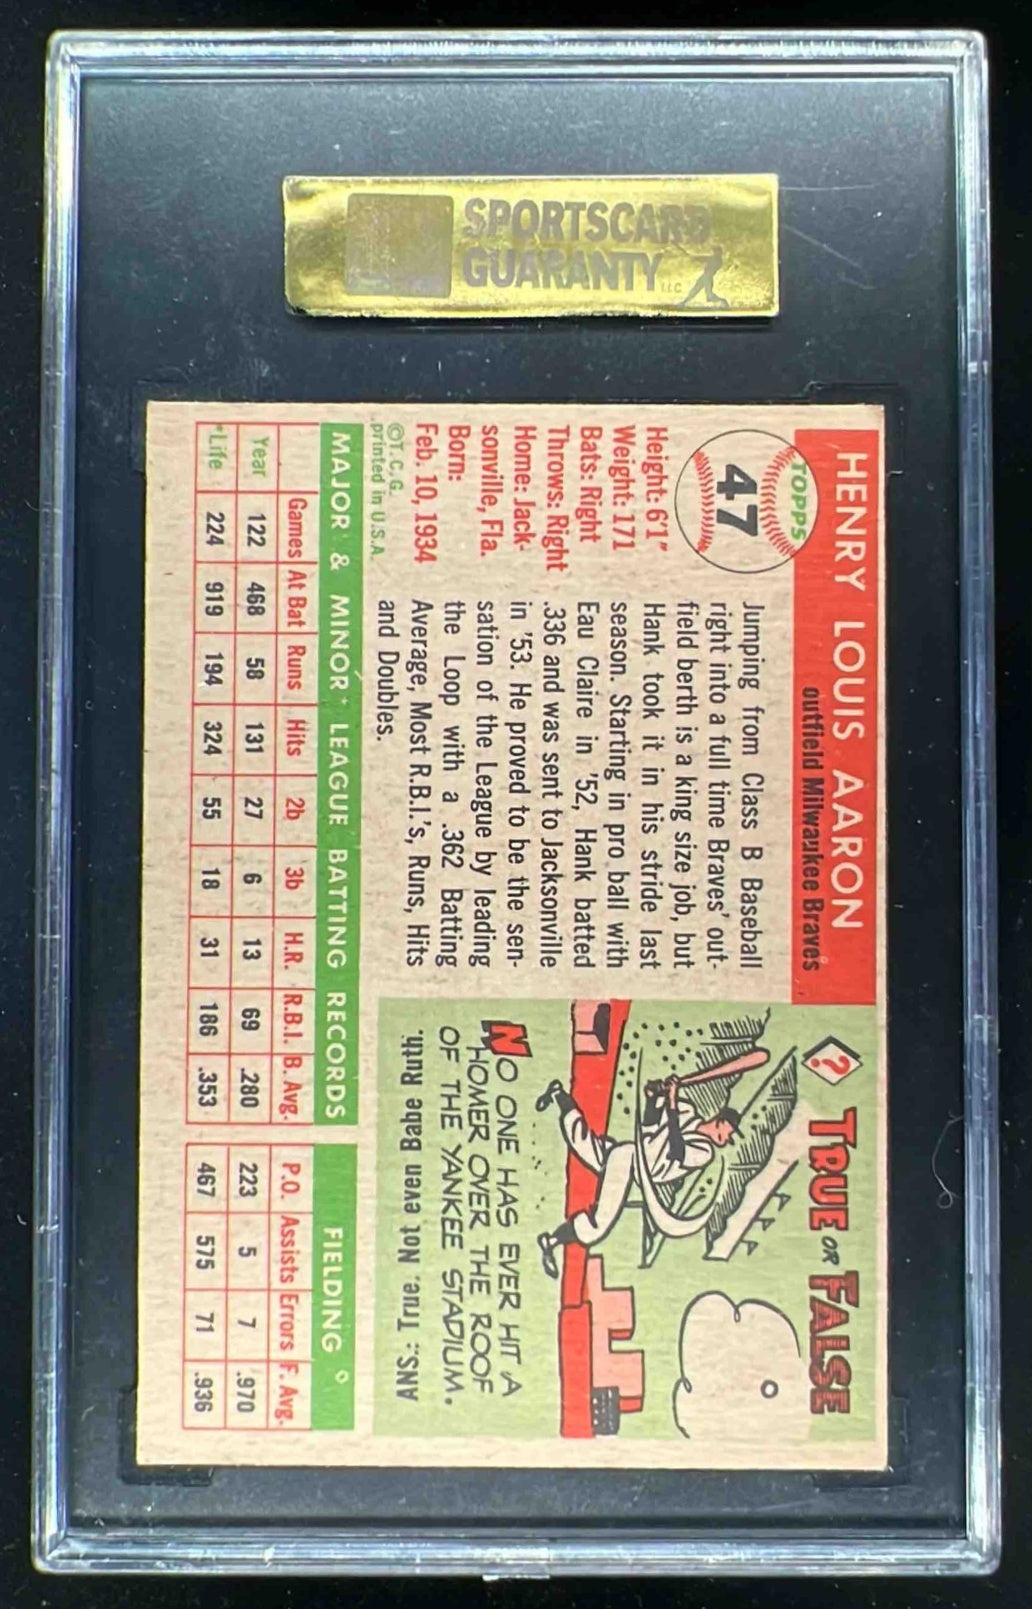 SPORTSCARD
GUARANTY LLC
HENRY LOUIS AARON
outfield Milwaukee Braves
TOPPS
47
Height: 6'1"
Weight: 171
Bats: Right
Throws: Right
Home: Jack-
sonville, Fla.
Born:
Feb. 10, 1934
©T.C.G.
printed in U.S.A.
Jumping from Class B Baseball
right into a full time Braves' out-
field berth is a king size job, but
Hank took it in his stride last
season. Starting in pro ball with
Eau Claire in '52, Hank batted
.336 and was sent to Jacksonville
in '53. He proved to be the sen-
sation of the League by leading
the Loop with a .362 Batting
Average, Most R.B.I.'s, Runs, Hits
and Doubles.
? TRUE OR FALSE
NO ONE HAS EVER HIT A
HOMER OVER THE ROOF
OF THE YANKEE STADIUM.
ANS: True. Not even Babe Ruth.
MAJOR & MINOR* LEAGUE BATTING RECORDS FIELDING
Games At Bat Runs Hits 2b 3b H.R. R.B.I. B. Avg. P.O. Assists Errors F. Avg.
Year 122 468 58 131 27 6 13 69 .280 223 5 7 .970
*Life 224 919 194 324 55 18 31 186 .353 467 575 71 .936